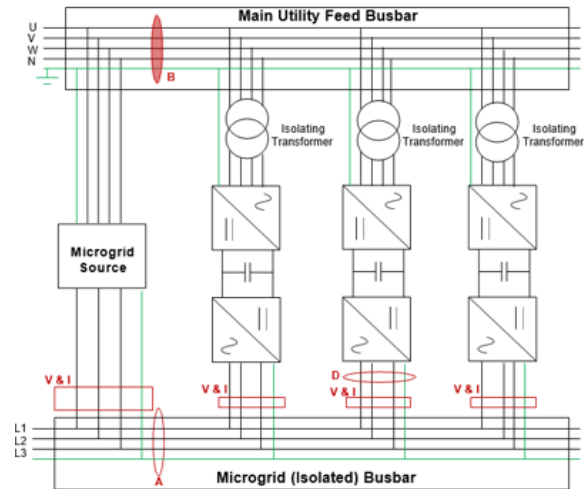 Main Utility Feed Busbar
U
V
W
N
B
Isolating
Transformer
Isolating
Transformer
Isolating
Transformer
Microgrid
Source
D
V & I
V & I
V & I
V & I
L1
L2
L3
A
Microgrid (Isolated) Busbar